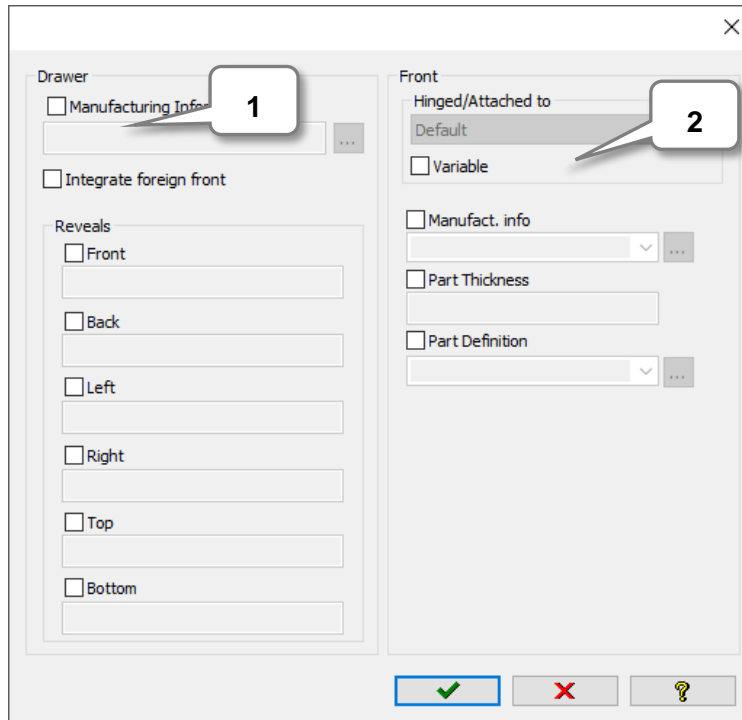 Drawer
Manufacturing
1
Integrate foreign front
Reveals
Front
Back
Left
Right
Top
Bottom
Front
Hinged/Attached to
Default
2
Variable
Manufact. info
...
Part Thickness
Part Definition
...